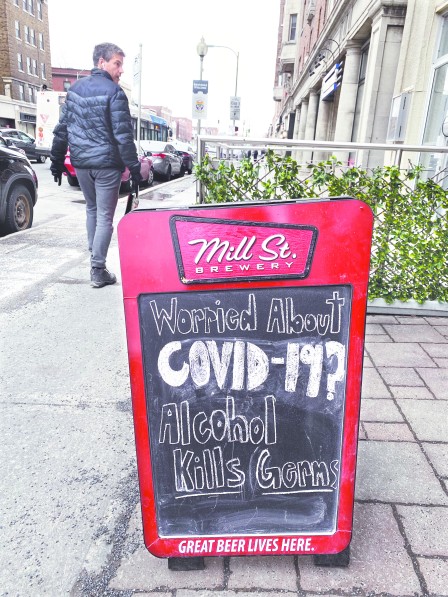 Mill St.
BREWERY
Worried About
COVID-19?
Alcohol
Kills Germs
GREAT BEER LIVES HERE.